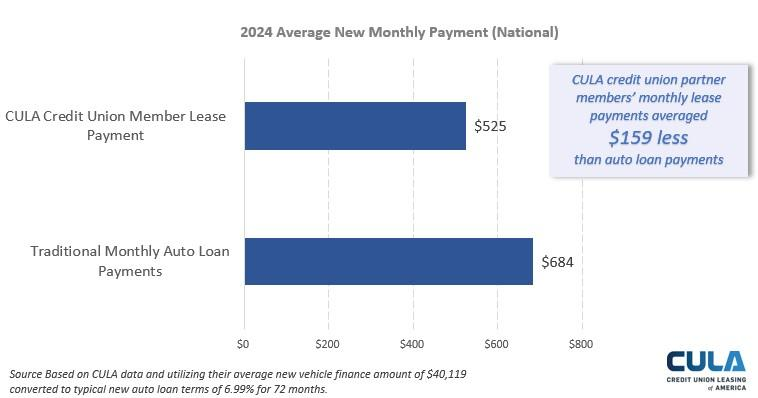 2024 Average New Monthly Payment (National)
CULA credit union partner
members' monthly lease
payments averaged
$159 less
than auto loan payments
CULA Credit Union Member Lease
Payment
$525
Traditional Monthly Auto Loan
Payments
$684
$0 $200 $400 $600 $800
Source Based on CULA data and utilizing their average new vehicle finance amount of $40,119
converted to typical new auto loan terms of 6.99% for 72 months.
CULA
CREDIT UNION LEASING
of AMERICA